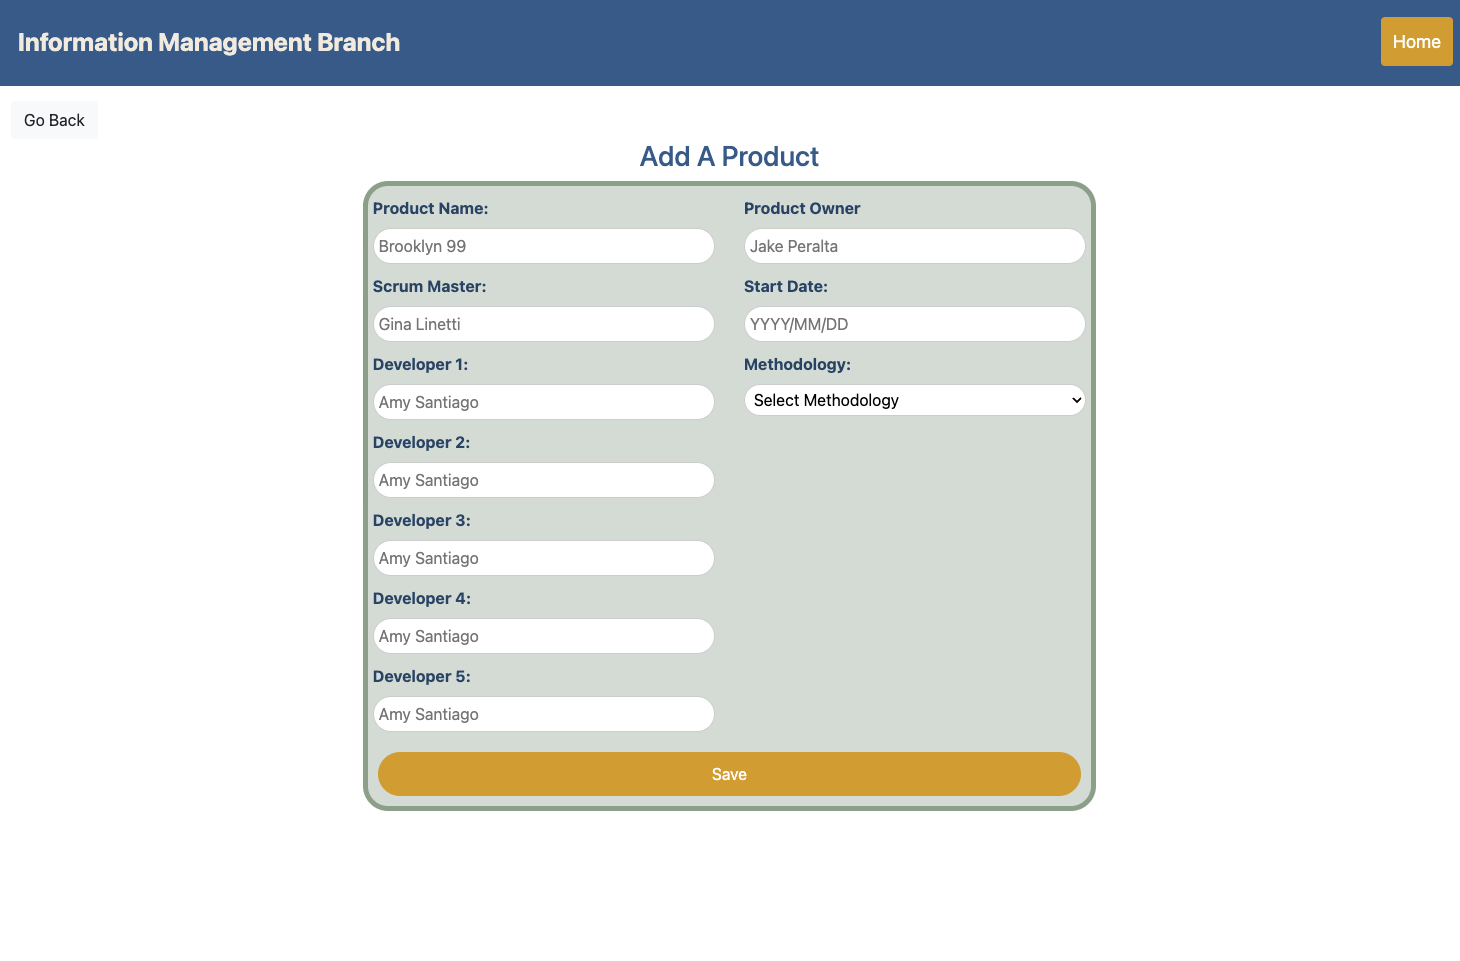 Information Management Branch
Home
Go Back
Add A Product
Product Name:
Brooklyn 99
Product Owner
Jake Peralta
Scrum Master:
Gina Linetti
Start Date:
YYYY/MM/DD
Developer 1:
Amy Santiago
Methodology:
Select Methodology
Developer 2:
Amy Santiago
Developer 3:
Amy Santiago
Developer 4:
Amy Santiago
Developer 5:
Amy Santiago
Save